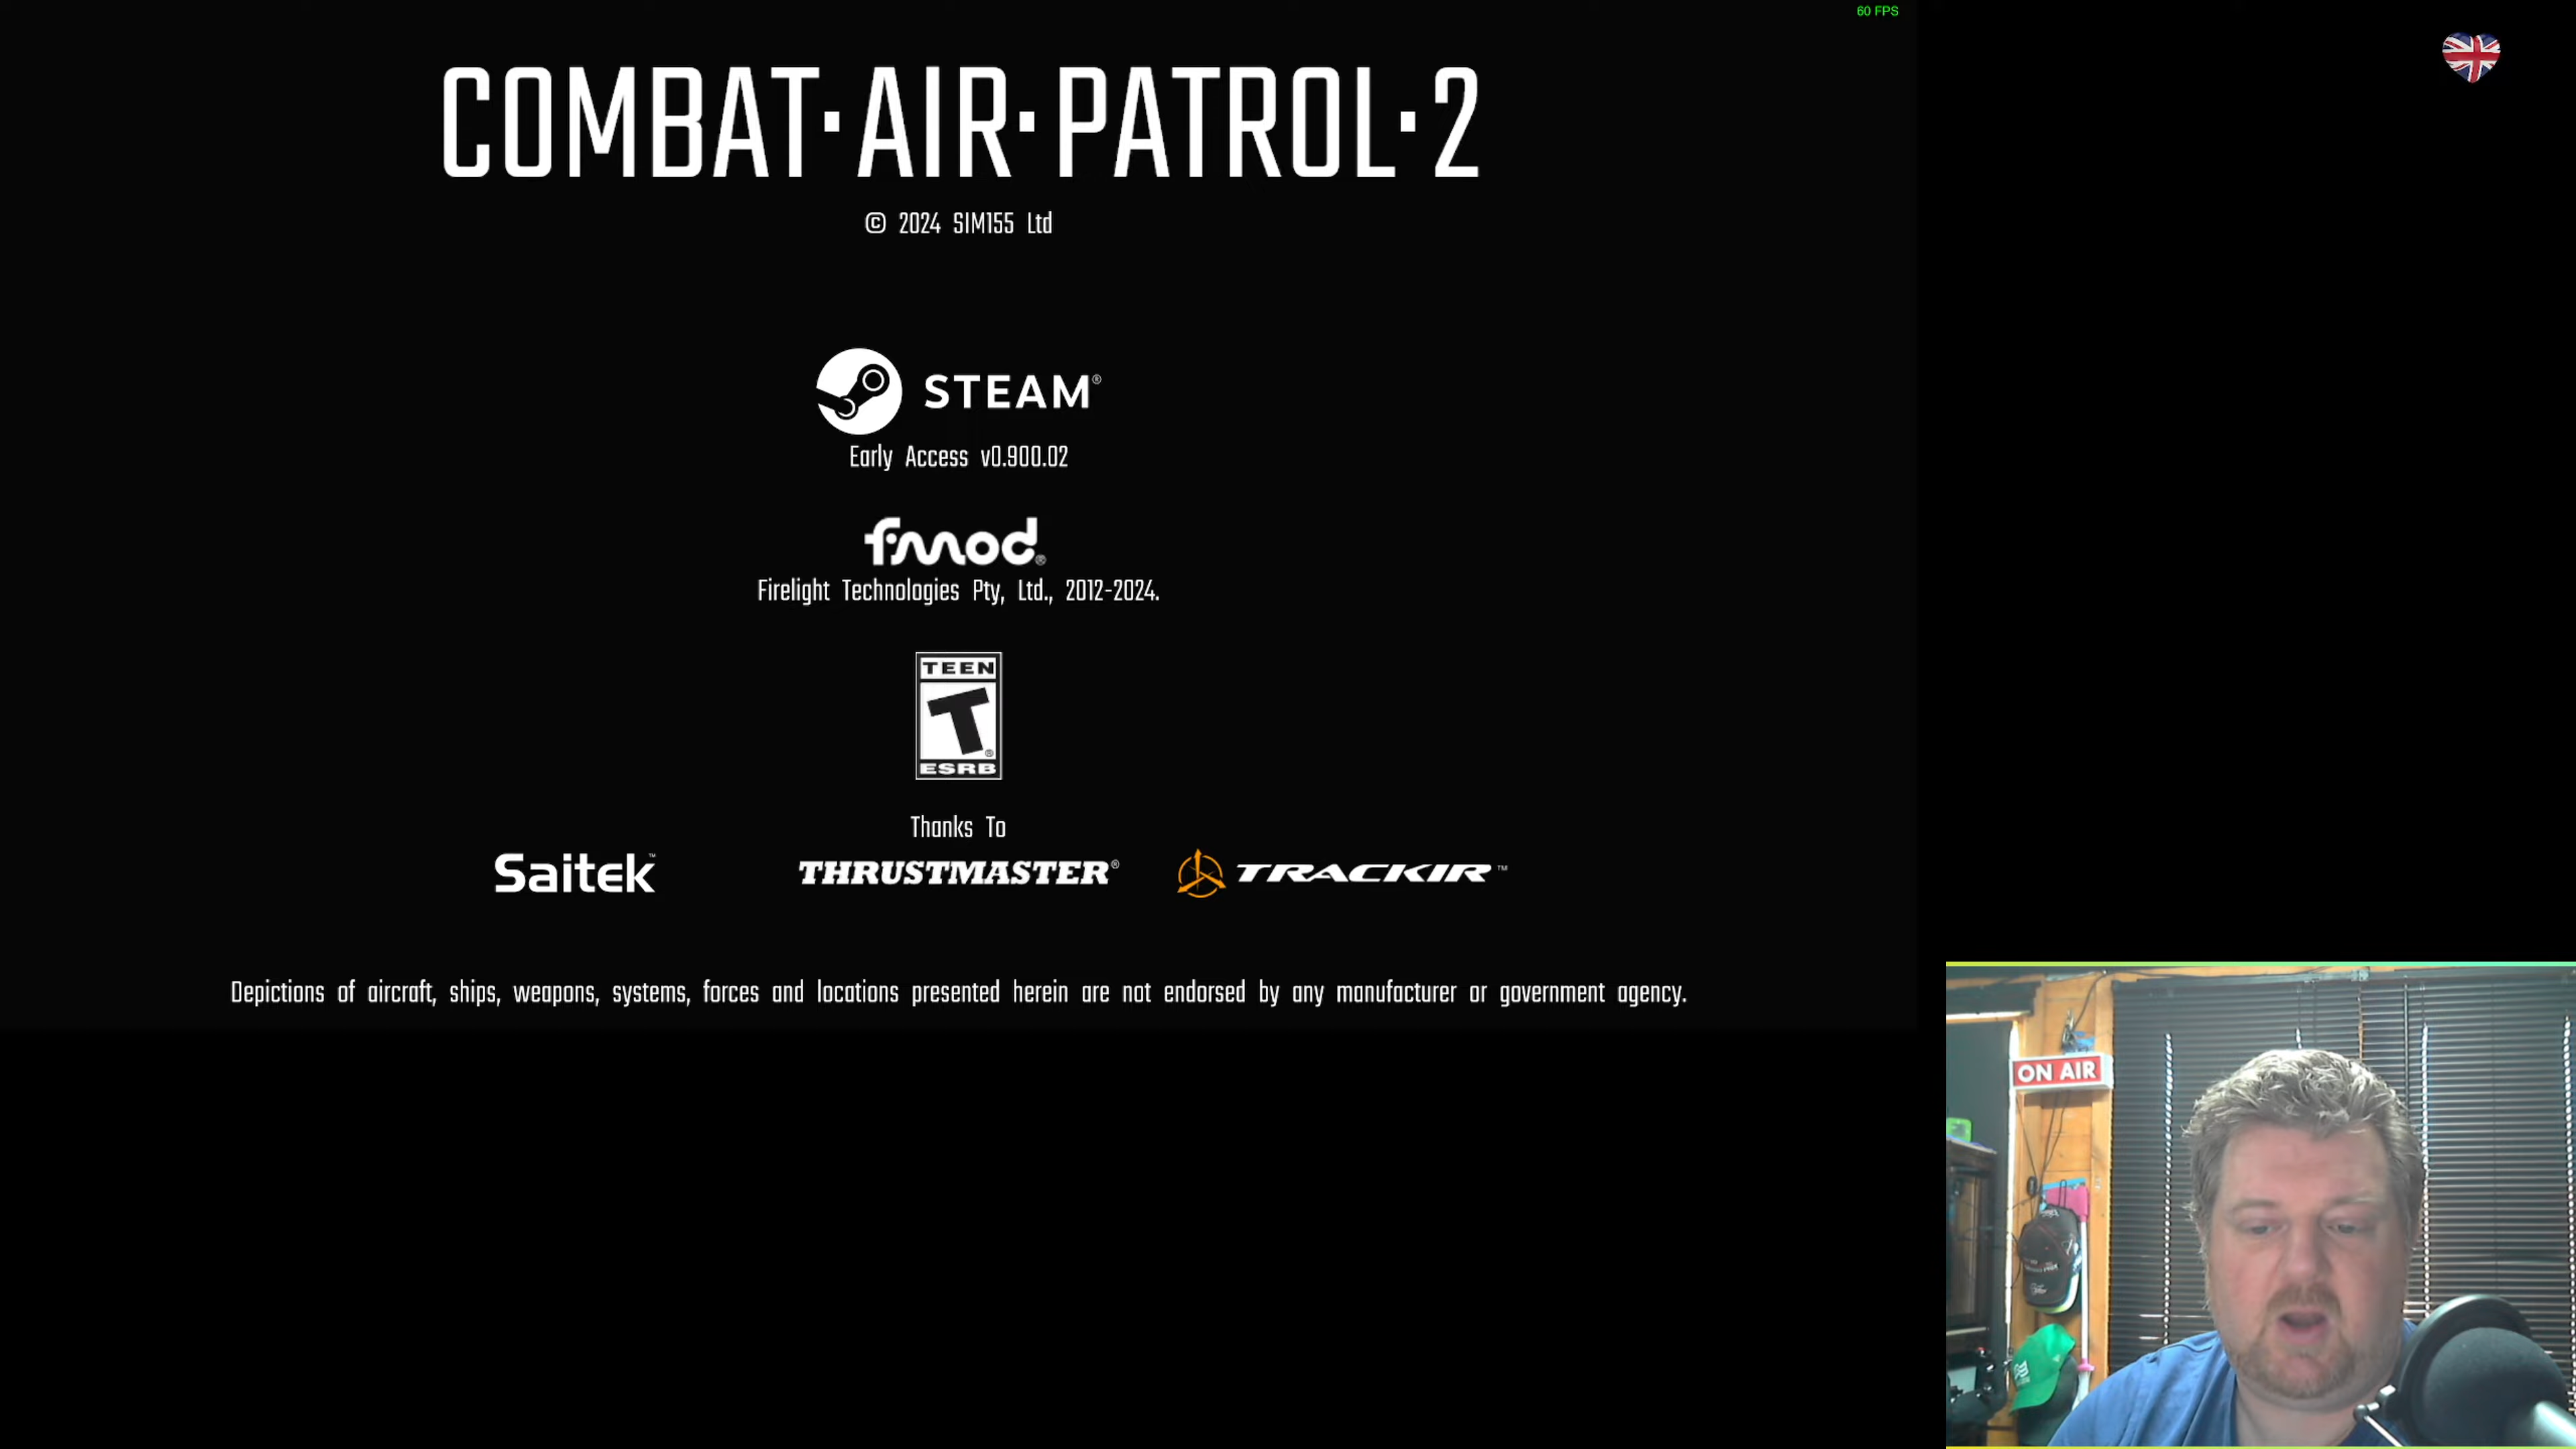 60 FPS
COMBAT·AIR·PATROL·2
© 2024 SIM155 Ltd
STEAM®
Early Access v0.900.02
fmod®
Firelight Technologies Pty, Ltd., 2012-2024.
TEEN
T®
ESRB
Thanks To
Saitek™ THRUSTMASTER® TRACKIR™
Depictions of aircraft, ships, weapons, systems, forces and locations presented herein are not endorsed by any manufacturer or government agency.
ON AIR